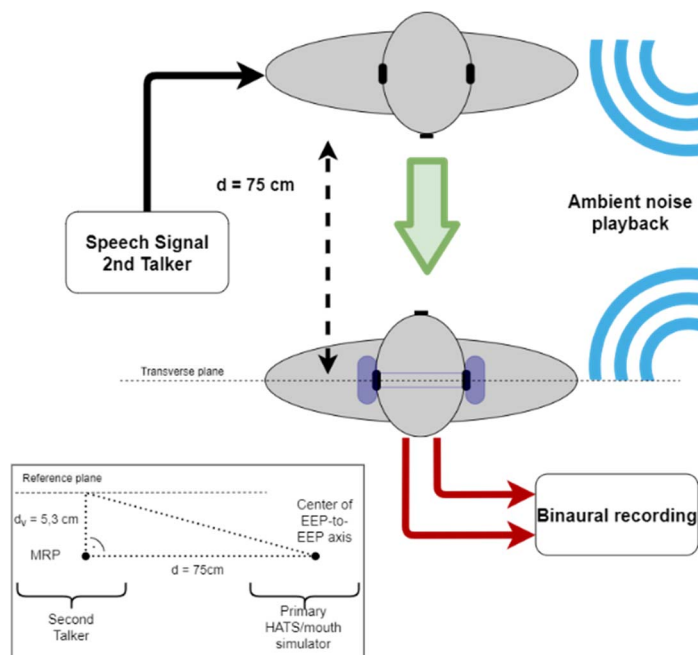 d = 75 cm
Speech Signal
2nd Talker
Ambient noise
playback
Transverse plane
Reference plane
dᵥ = 5,3 cm
MRP
d = 75cm
Center of
EEP-to-
EEP axis
Second
Talker
Primary
HATS/mouth
simulator
Binaural recording